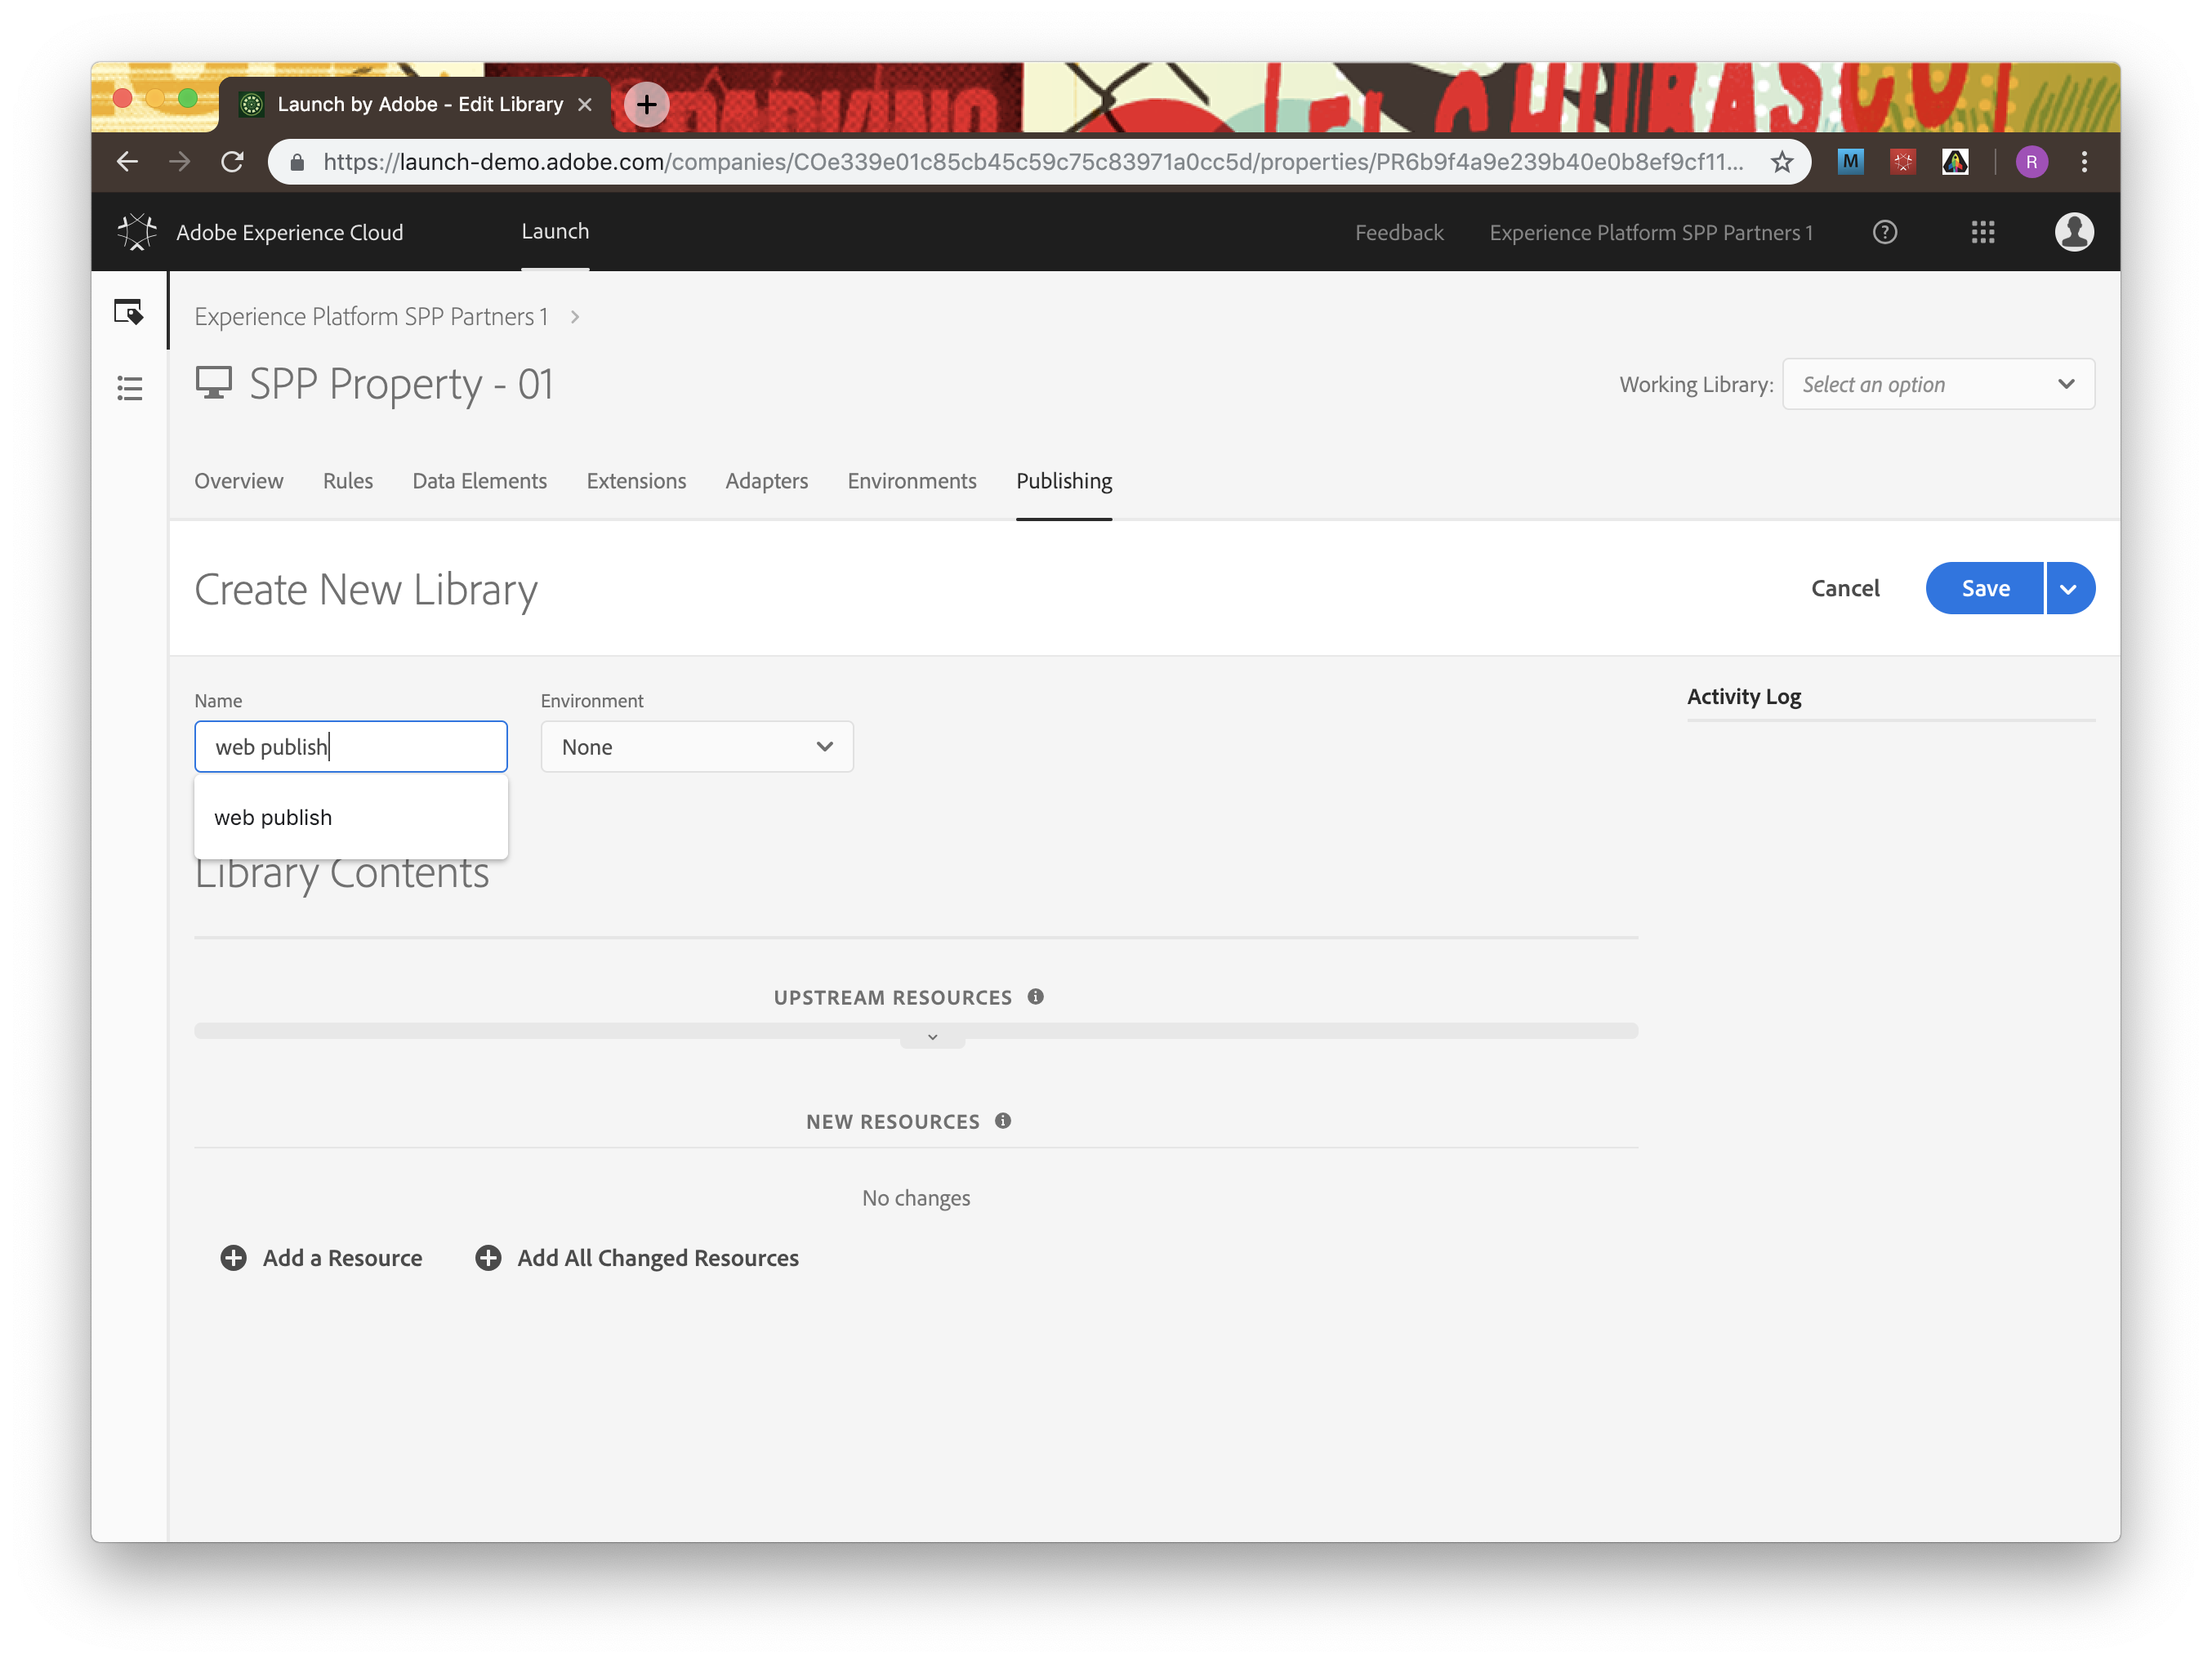 Launch by Adobe - Edit Library
https://launch-demo.adobe.com/companies/COe339e01c85cb45c59c75c83971a0cc5d/properties/PR6b9f4a9e239b40e0b8ef9cf11...
M
R
Adobe Experience Cloud
Launch
Feedback
Experience Platform SPP Partners 1
Experience Platform SPP Partners 1
SPP Property - 01
Working Library: Select an option
Overview Rules Data Elements Extensions Adapters Environments Publishing
Create New Library
Cancel
Save
Name
Environment
Activity Log
web publish
None
web publish
Library Contents
UPSTREAM RESOURCES
NEW RESOURCES
No changes
Add a Resource
Add All Changed Resources